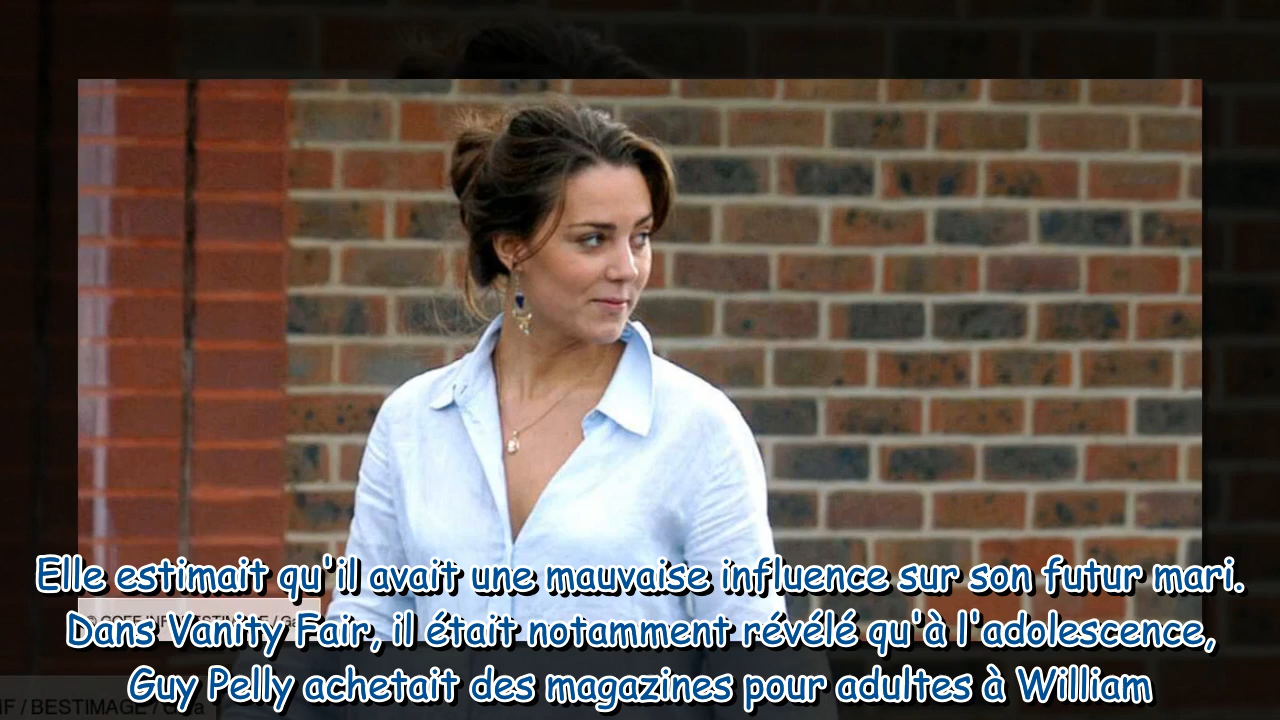 Elle estimait qu'il avait une mauvaise influence sur son futur mari.
Dans Vanity Fair, il était notamment révélé qu'à l'adolescence,
Guy Pelly achetait des magazines pour adultes à William
/ BESTIMAGE /